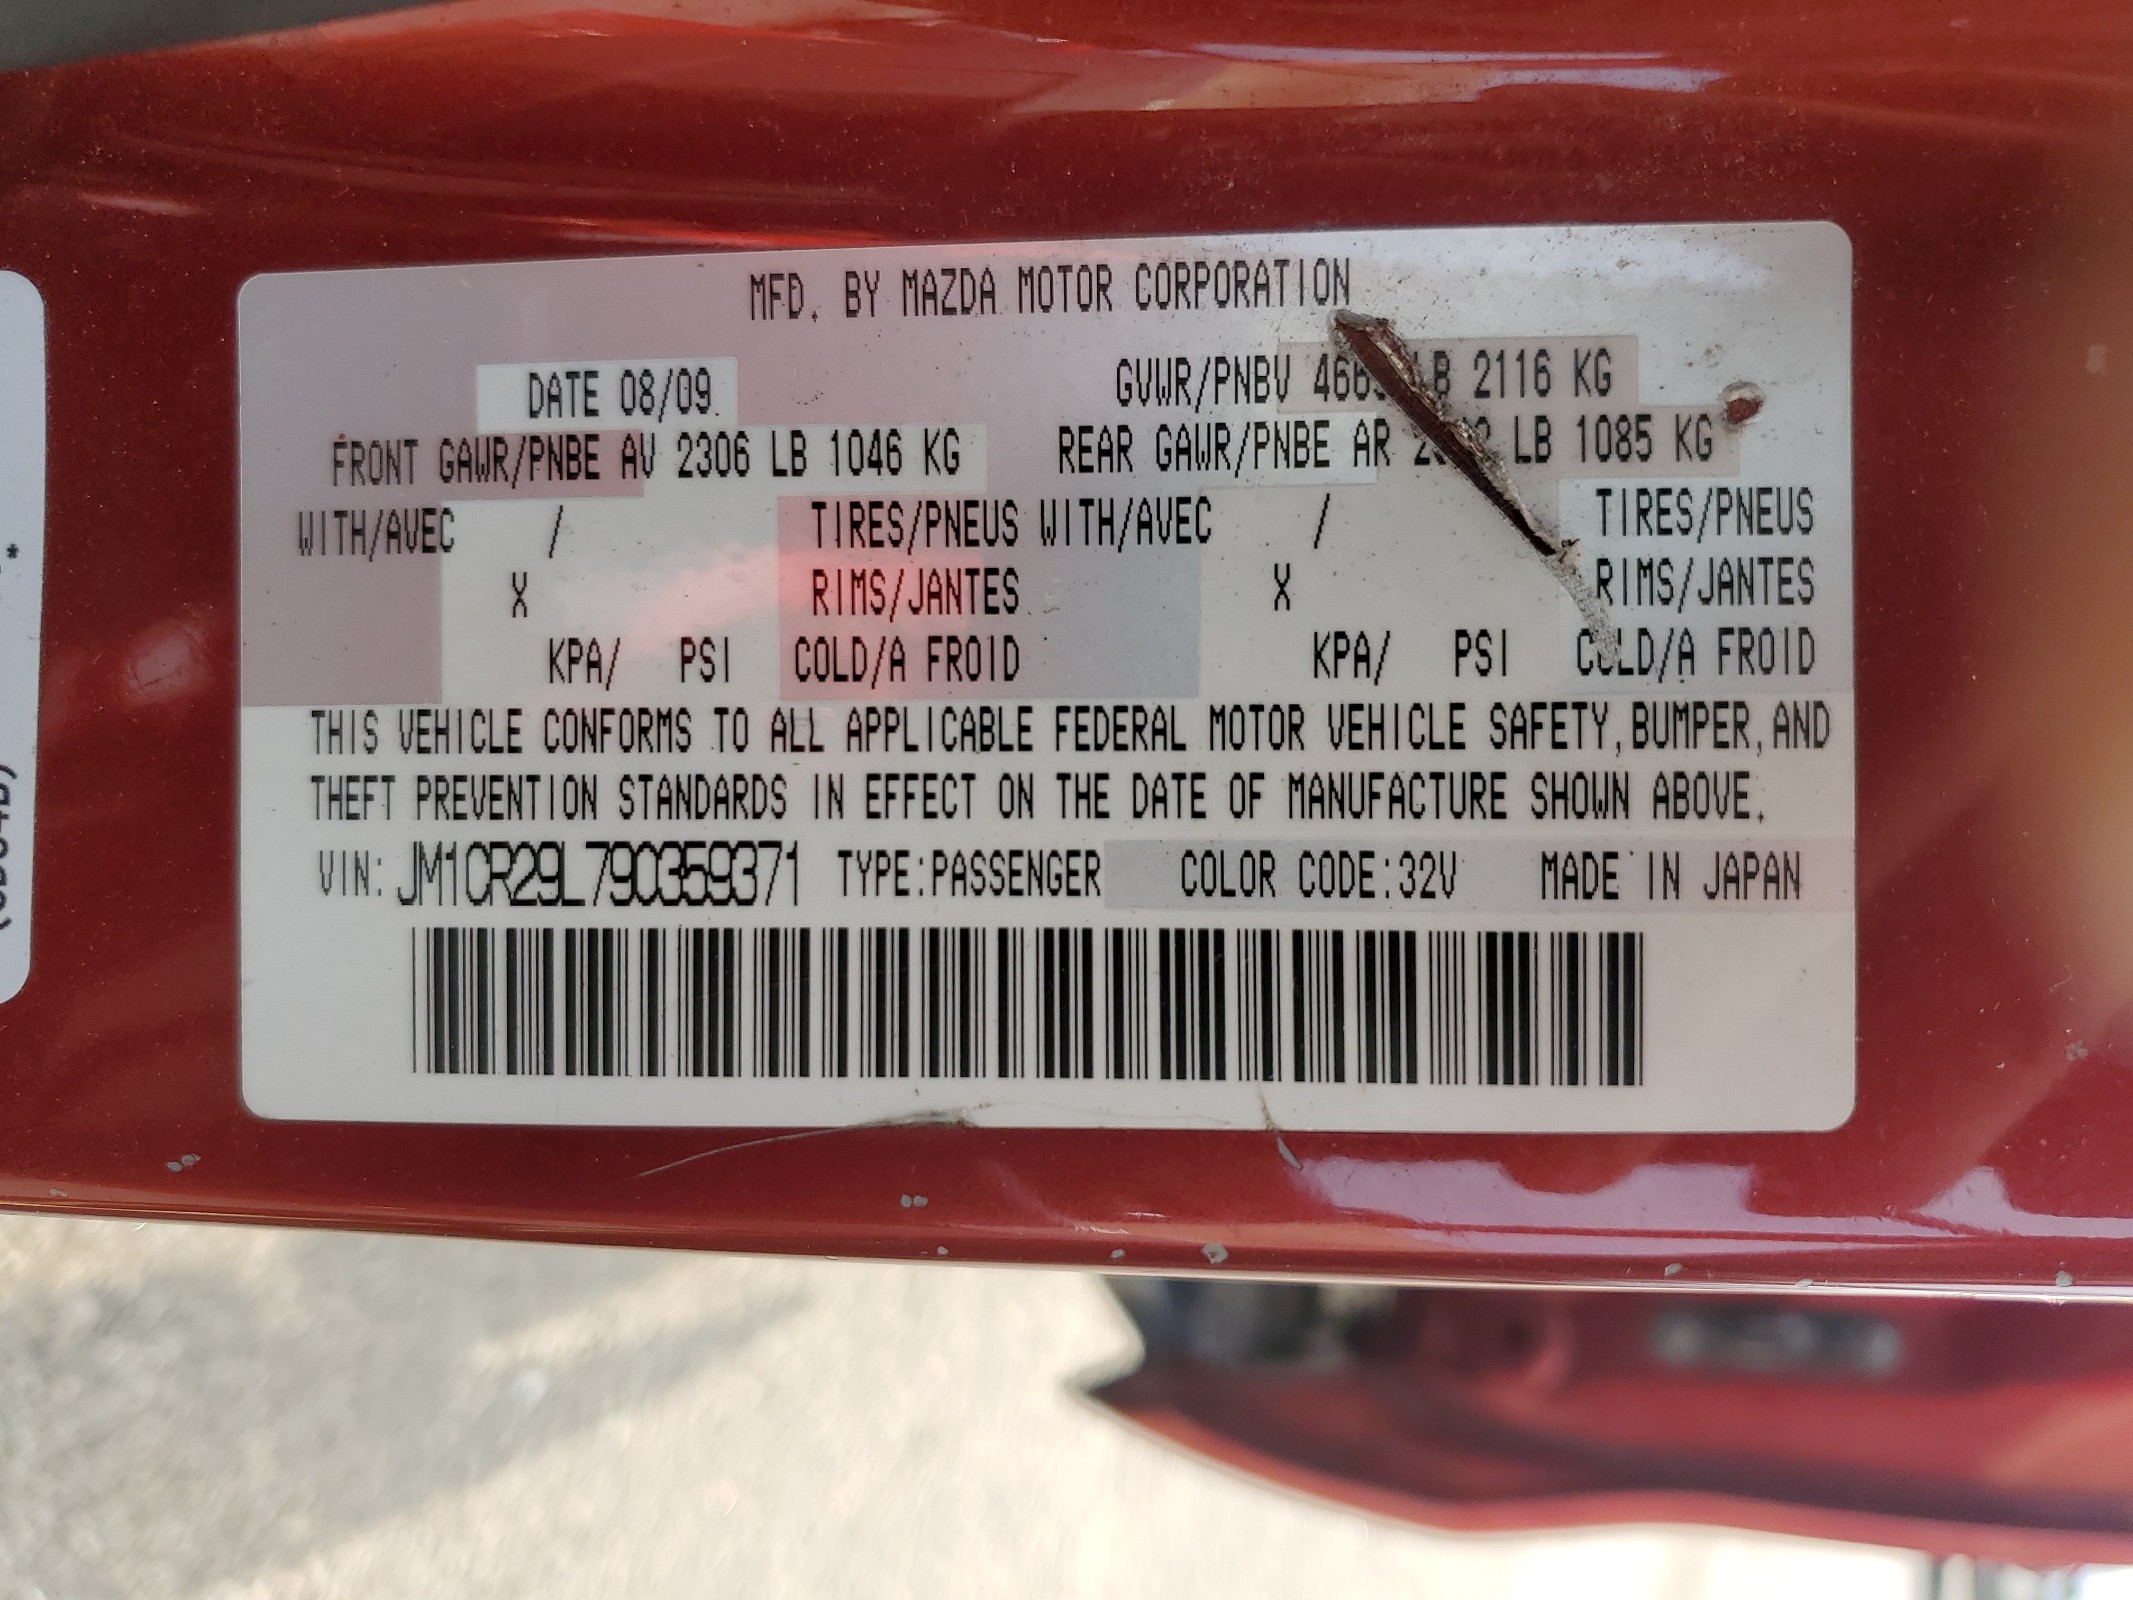 MFD. BY MAZDA MOTOR CORPORATION
DATE 08/09 GVWR/PNBV LB 2116 KG
FRONT GAWR/PNBE AV 2306 LB 1046 KG REAR GAWR/PNBE AR LB 1085 KG
WITH/AVEC / TIRES/PNEUS WITH/AVEC / TIRES/PNEUS
X RIMS/JANTES X RIMS/JANTES
KPA/ PSI COLD/A FROID KPA/ PSI COLD/A FROID
THIS VEHICLE CONFORMS TO ALL APPLICABLE FEDERAL MOTOR VEHICLE SAFETY, BUMPER, AND
THEFT PREVENTION STANDARDS IN EFFECT ON THE DATE OF MANUFACTURE SHOWN ABOVE.
VIN: JM1CR29L790359371 TYPE:PASSENGER COLOR CODE:32V MADE IN JAPAN